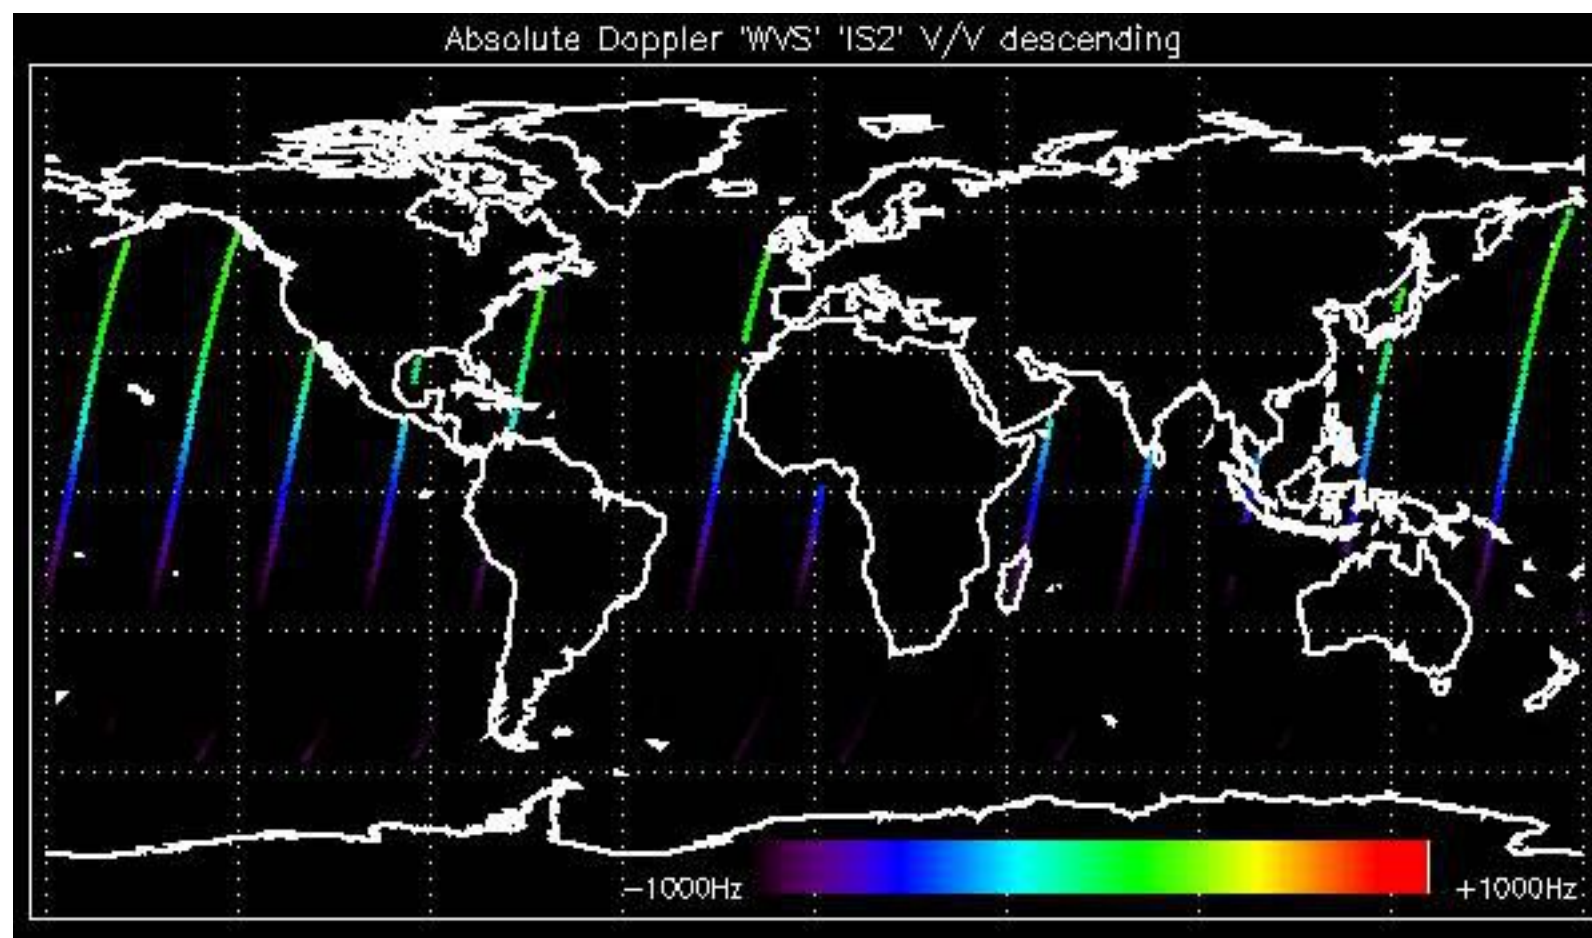 Absolute Doppler 'WVS' 'IS2' V/V descending
-1000Hz +1000Hz